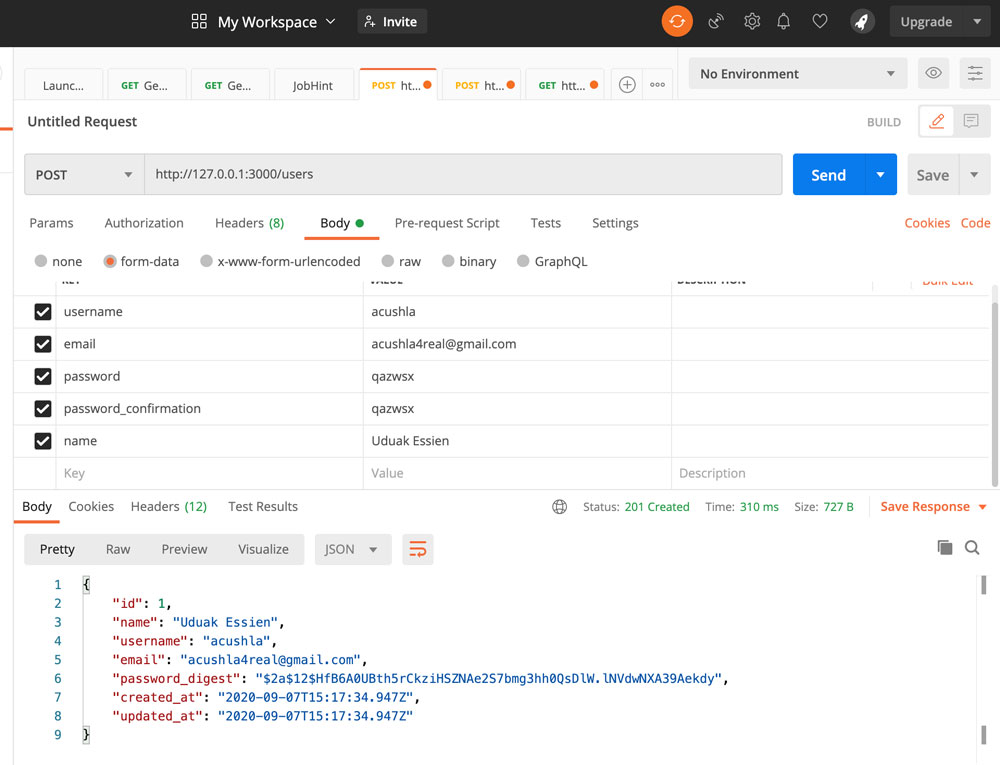 My Workspace Invite Upgrade
Launc... GET Ge... GET Ge... JobHint POST ht... POST ht... GET htt... No Environment
Untitled Request BUILD
POST http://127.0.0.1:3000/users Send Save
Params Authorization Headers (8) Body Pre-request Script Tests Settings Cookies Code
none form-data x-www-form-urlencoded raw binary GraphQL
KEY VALUE DESCRIPTION Bulk Edit
username acushla
email acushla4real@gmail.com
password qazwsx
password_confirmation qazwsx
name Uduak Essien
Key Value Description
Body Cookies Headers (12) Test Results Status: 201 Created Time: 310 ms Size: 727 B Save Response
Pretty Raw Preview Visualize JSON
1 {
2 "id": 1,
3 "name": "Uduak Essien",
4 "username": "acushla",
5 "email": "acushla4real@gmail.com",
6 "password_digest": "$2a$12$HfB6A0UBth5rCkziHSZNAe2S7bmg3hh0QsDlW.lNVdwNXA39Aekdy",
7 "created_at": "2020-09-07T15:17:34.947Z",
8 "updated_at": "2020-09-07T15:17:34.947Z"
9 }